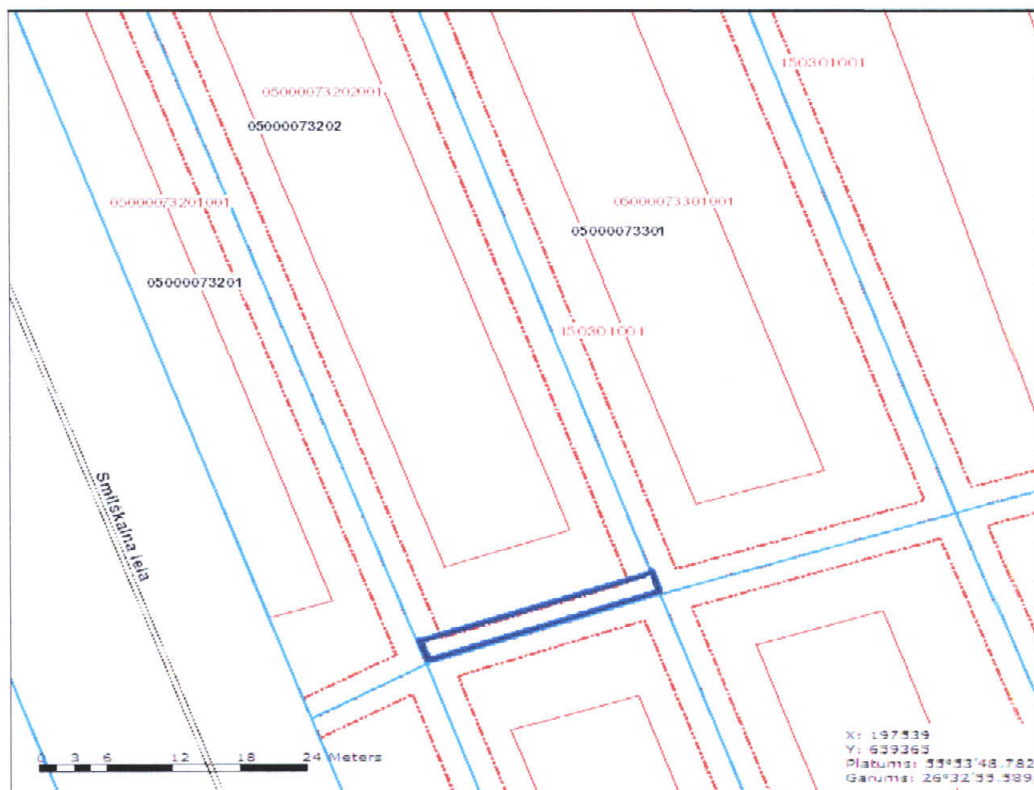 150301001
05000073202001
05000073202
05000073201001
05000073301001
05000073301
05000073201
150301001
Smilškalna iela
0 3 6 12 18 24 Meters
X: 197539
Y: 659365
Platums: 55°53'48.782
Garums: 26°32'55.589